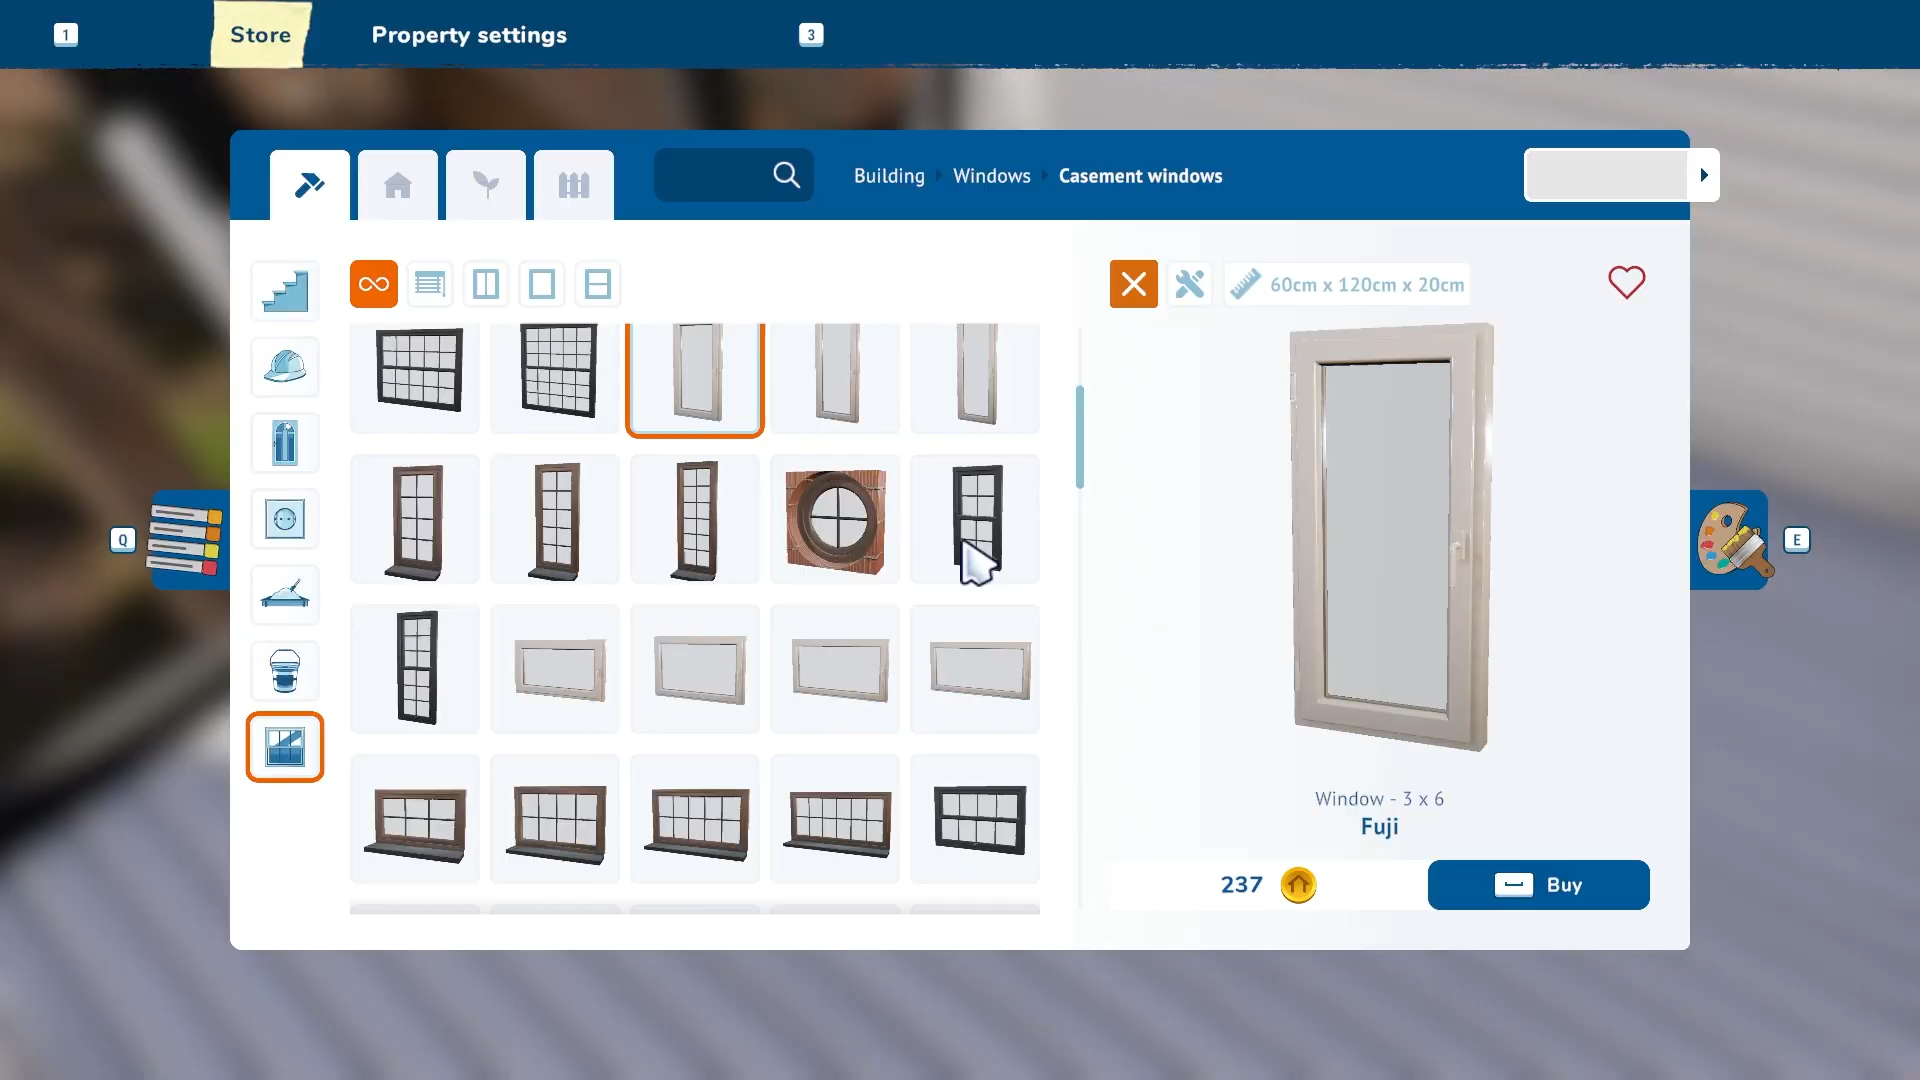 1
Store
Property settings
3
Building
Windows
Casement windows
60cm x 120cm x 20cm
Q
E
Window - 3 x 6
Fuji
237
Buy